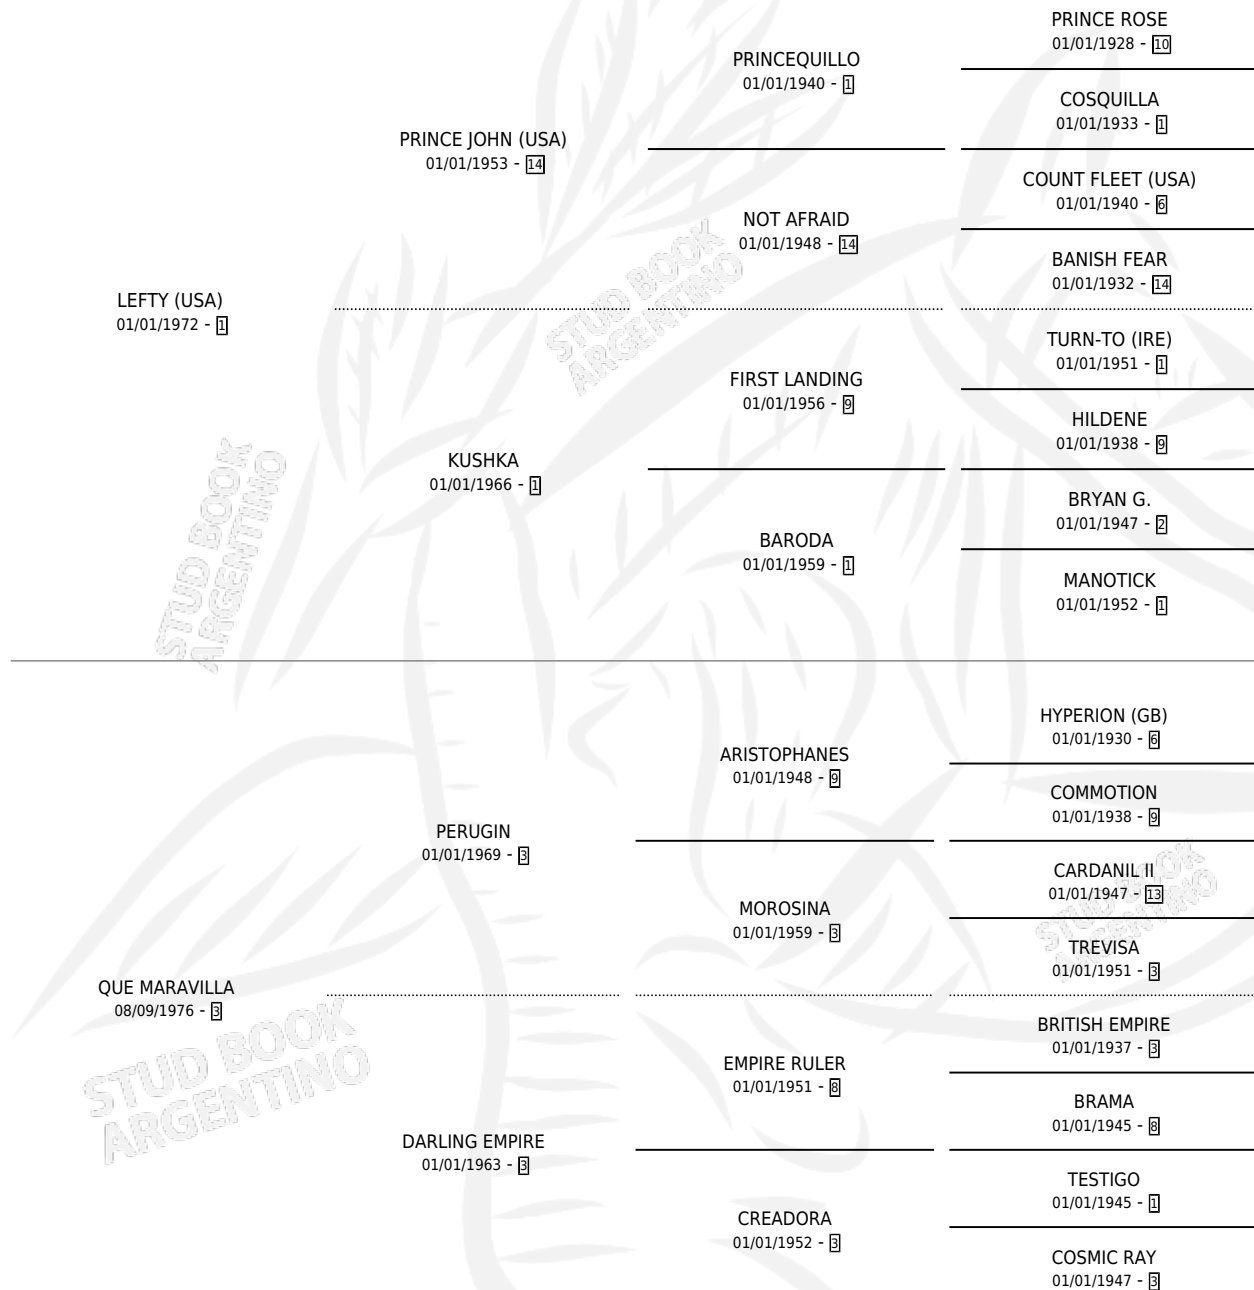 PRINCE ROSE
01/01/1928 - 10
PRINCEQUILLO
01/01/1940 - 1
COSQUILLA
01/01/1933 - 1
PRINCE JOHN (USA)
01/01/1953 - 14
COUNT FLEET (USA)
01/01/1940 - 6
NOT AFRAID
01/01/1948 - 14
BANISH FEAR
01/01/1932 - 14
LEFTY (USA)
01/01/1972 - 1
STUD BOOK
ARGENTINO
TURN-TO (IRE)
01/01/1951 - 1
FIRST LANDING
01/01/1956 - 9
HILDENE
01/01/1938 - 9
KUSHKA
01/01/1966 - 1
BRYAN G.
01/01/1947 - 2
BARODA
01/01/1959 - 1
MANOTICK
01/01/1952 - 1
STUD BOOK
ARGENTINO
HYPERION (GB)
01/01/1930 - 6
ARISTOPHANES
01/01/1948 - 9
COMMOTION
01/01/1938 - 9
PERUGIN
01/01/1969 - 3
CARDANIL II
01/01/1947 - 13
MOROSINA
01/01/1959 - 3
TREVISA
01/01/1951 - 3
STUD BOOK
ARGENTINO
QUE MARAVILLA
08/09/1976 - 3
BRITISH EMPIRE
01/01/1937 - 3
EMPIRE RULER
01/01/1951 - 8
BRAMA
01/01/1945 - 8
STUD BOOK
ARGENTINO
DARLING EMPIRE
01/01/1963 - 3
TESTIGO
01/01/1945 - 1
CREADORA
01/01/1952 - 3
COSMIC RAY
01/01/1947 - 3